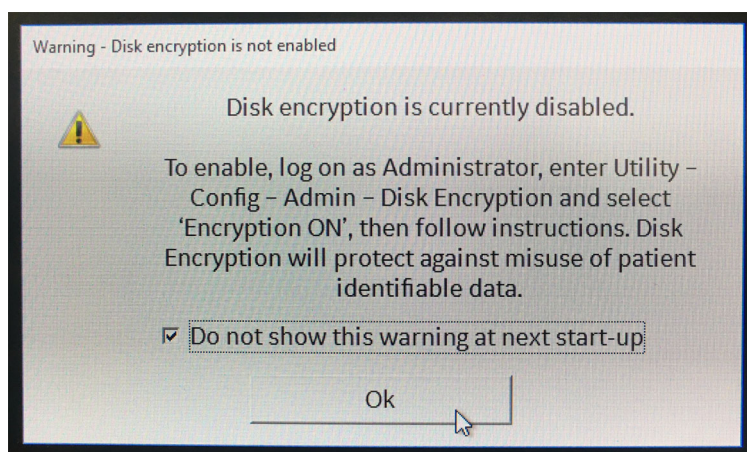 Warning - Disk encryption is not enabled
Disk encryption is currently disabled.
To enable, log on as Administrator, enter Utility –
Config – Admin – Disk Encryption and select
'Encryption ON', then follow instructions. Disk
Encryption will protect against misuse of patient
identifiable data.
Do not show this warning at next start-up
Ok